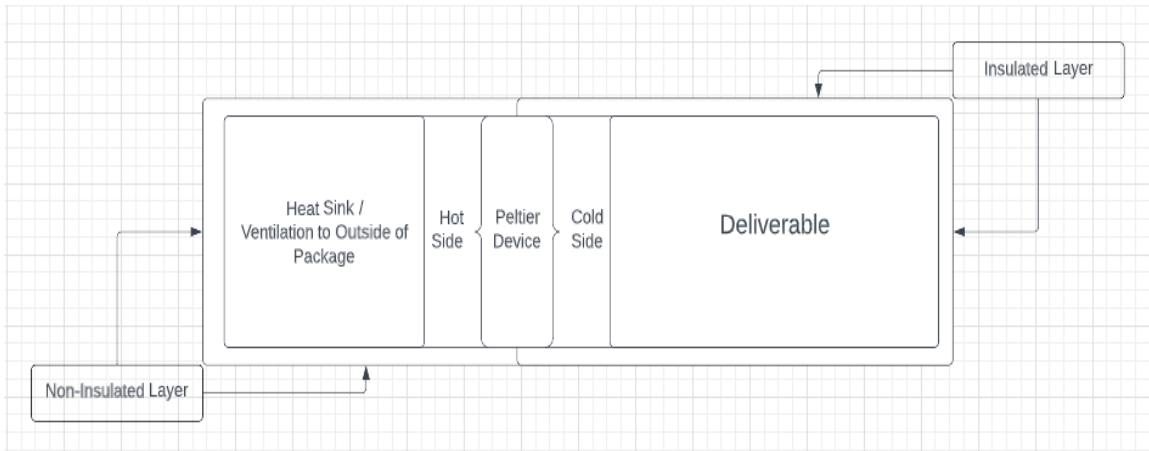 Insulated Layer
Heat Sink /
Ventilation to Outside of
Package
Hot
Side
Peltier
Device
Cold
Side
Deliverable
Non-Insulated Layer